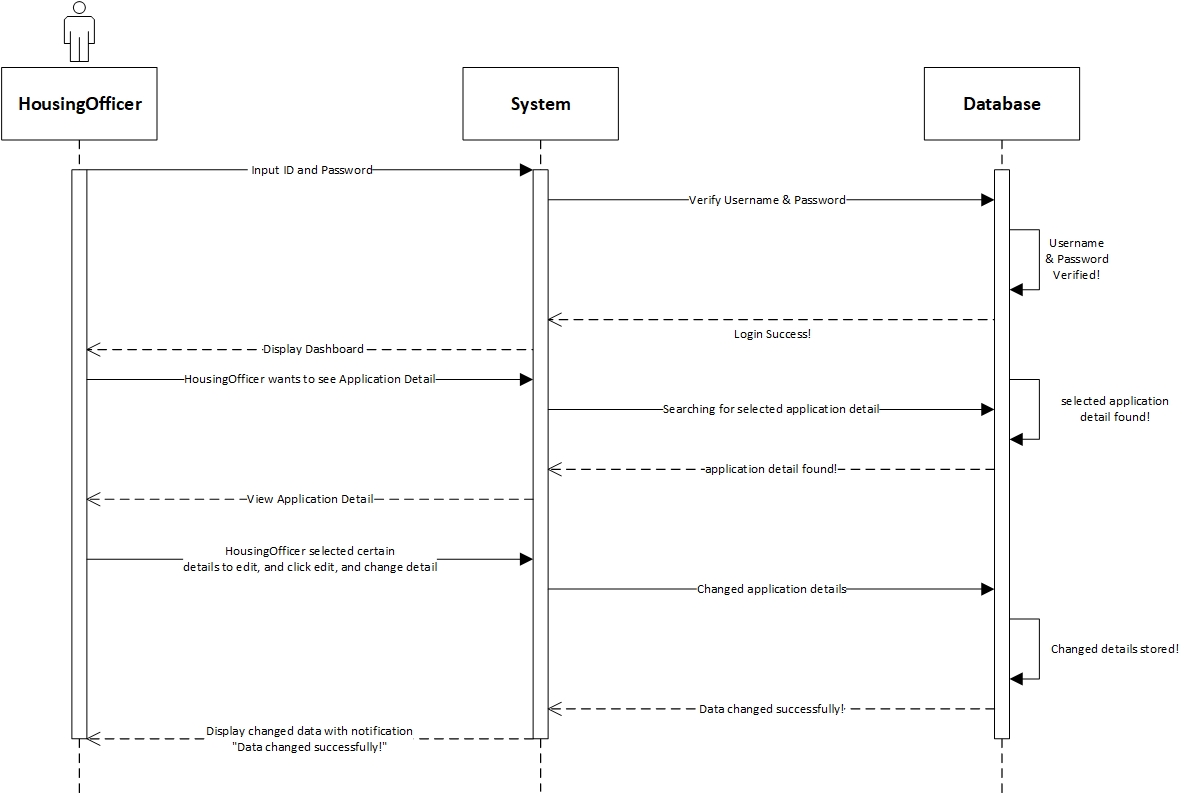 HousingOfficer
System
Database
Input ID and Password
Verify Username & Password
Username
& Password
Verified!
Login Success!
Display Dashboard
HousingOfficer wants to see Application Detail
selected application
detail found!
Searching for selected application detail
application detail found!
View Application Detail
HousingOfficer selected certain
details to edit, and click edit, and change detail
Changed application details
Changed details stored!
Data changed successfully!
Display changed data with notification
"Data changed successfully!"